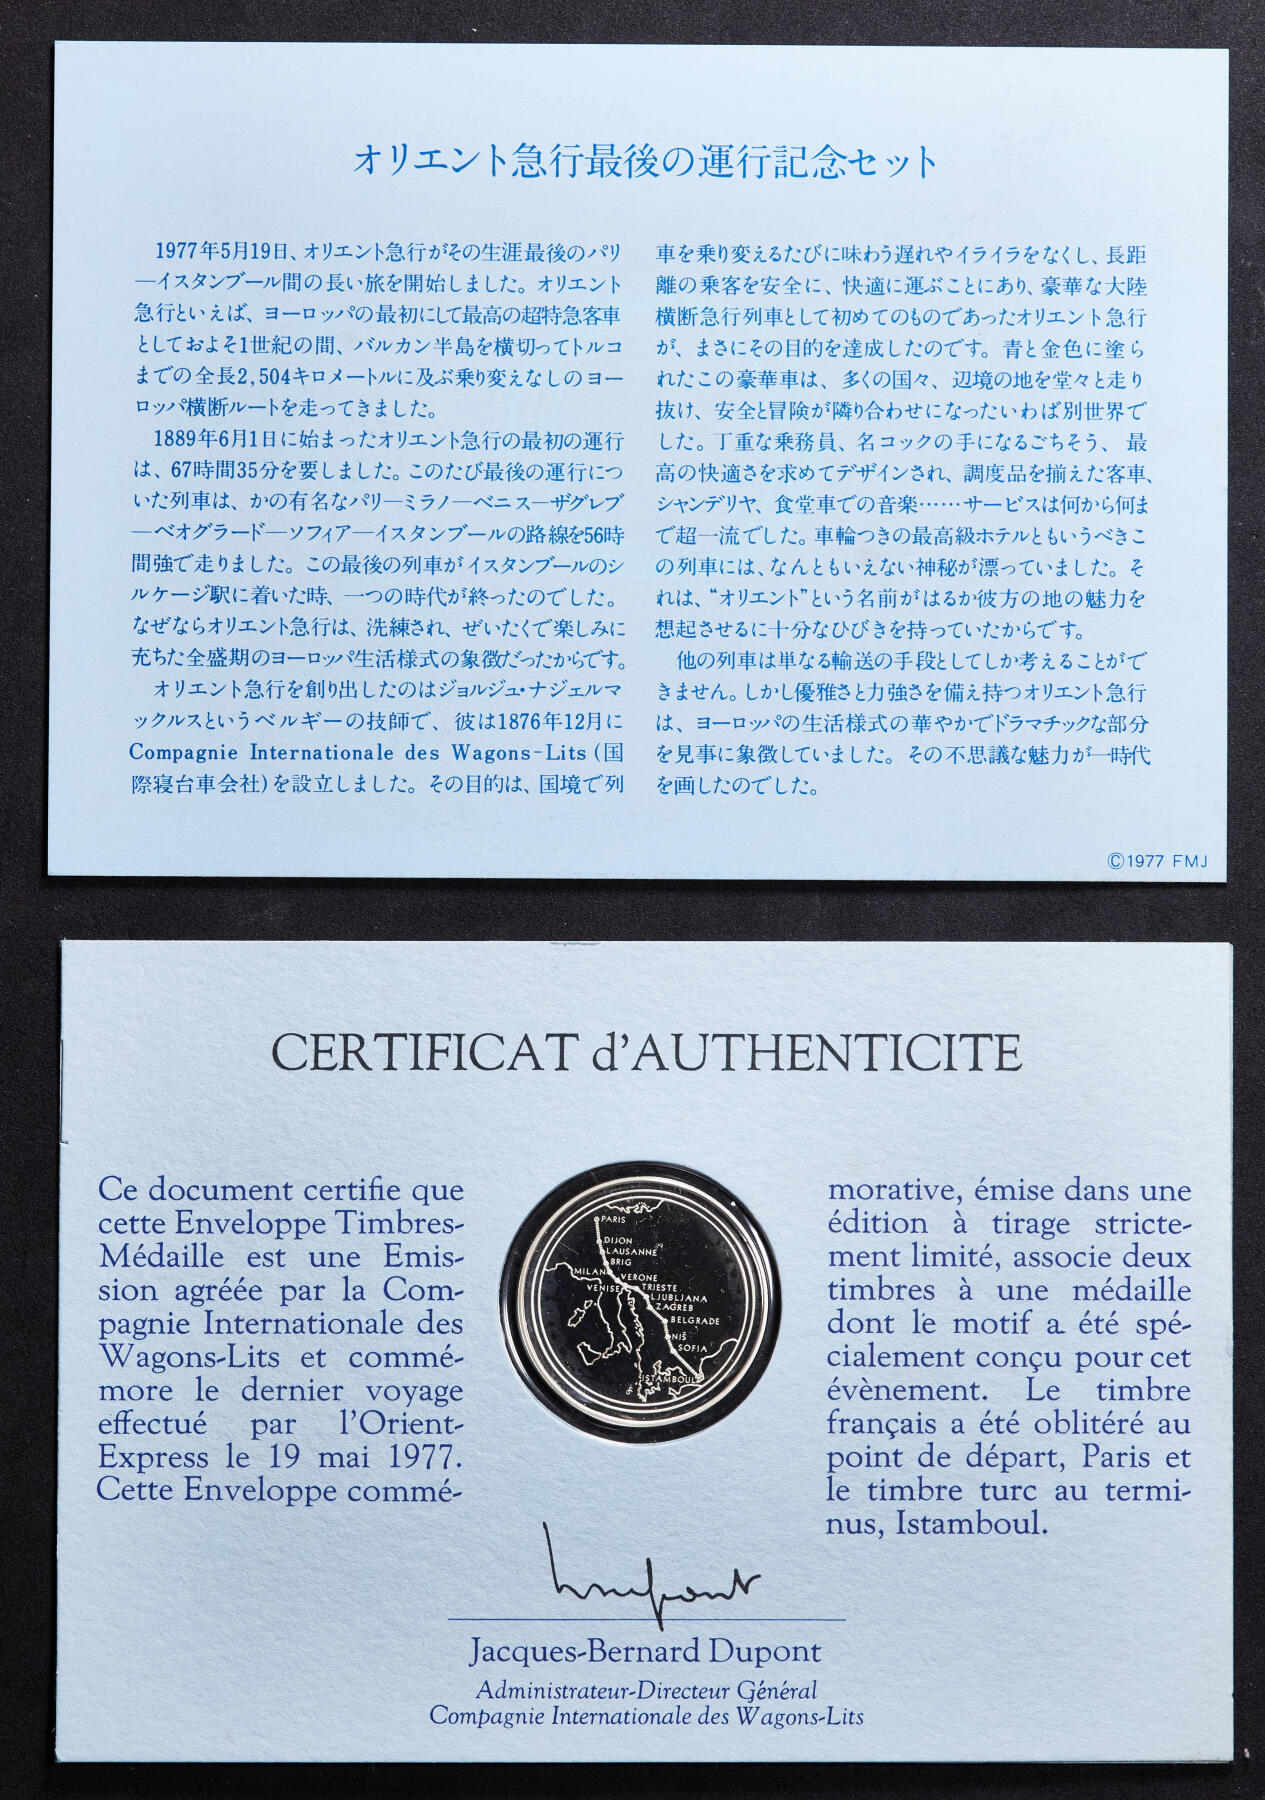 オリエント急行最後の運行記念セット
1977年5月19日、オリエント急行がその生涯最後のパリ
―イスタンブール間の長い旅を開始しました。オリエント
急行といえば、ヨーロッパの最初にして最高の超特急客車
としておよそ1世紀の間、バルカン半島を横切ってトルコ
までの全長2,504キロメートルに及ぶ乗り変えなしのヨー
ロッパ横断ルートを走ってきました。
1889年6月1日に始まったオリエント急行の最初の運行
は、67時間35分を要しました。このたび最後の運行につ
いた列車は、かの有名なパリ―ミラノ―ベニス―ザグレブ
―ベオグラード―ソフィア―イスタンブールの路線を56時
間強で走りました。この最後の列車がイスタンブールのシ
ルケージ駅に着いた時、一つの時代が終ったのでした。
なぜならオリエント急行は、洗練され、ぜいたくで楽しみに
充ちた全盛期のヨーロッパ生活様式の象徴だったからです。
オリエント急行を創り出したのはジョルジュ・ナジェルマ
ックルスというベルギーの技師で、彼は1876年12月に
Compagnie Internationale des Wagons-Lits (国
際寝台車会社)を設立しました。その目的は、国境で列
車を乗り変えるたびに味わう遅れやイライラをなくし、長距
離の乗客を安全に、快適に運ぶことにあり、豪華な大陸
横断急行列車として初めてのものであったオリエント急行
が、まさにその目的を達成したのです。青と金色に塗ら
れたこの豪華車は、多くの国々、辺境の地を堂々と走り
抜け、安全と冒険が隣り合わせになったいわば別世界で
した。丁重な乗務員、名コックの手になるごちそう、最
高の快適さを求めてデザインされ、調度品を揃えた客車、
シャンデリヤ、食堂車での音楽……サービスは何から何ま
で超一流でした。車輪つきの最高級ホテルともいうべきこ
の列車には、なんともいえない神秘が漂っていました。そ
れは、“オリエント”という名前がはるか彼方の地の魅力を
想起させるに十分なひびきを持っていたからです。
他の列車は単なる輸送の手段としてしか考えることがで
きません。しかし優雅さと力強さを備え持つオリエント急行
は、ヨーロッパの生活様式の華やかでドラマチックな部分
を見事に象徴していました。その不思議な魅力が一時代
を画したのでした。
©1977 FMJ
CERTIFICAT d'AUTHENTICITE
Ce document certifie que
cette Enveloppe Timbres-
Médaille est une Emis-
sion agréée par la Com-
pagnie Internationale des
Wagons-Lits et commé-
more le dernier voyage
effectué par l'Orient-
Express le 19 mai 1977.
Cette Enveloppe commé-
PARIS
DIJON
LAUSANNE
BRIG
MILAN
VERONE
VENISE
TRIESTE
LJUBLJANA
ZAGREB
BELGRADE
NIŠ
SOFIA
ISTAMBOUL
morative, émise dans une
édition à tirage stricte-
ment limité, associe deux
timbres à une médaille
dont le motif a été spé-
cialement conçu pour cet
évènement. Le timbre
français a été oblitéré au
point de départ, Paris et
le timbre turc au termi-
nus, Istamboul.
Jacques-Bernard Dupont
Administrateur-Directeur Général
Compagnie Internationale des Wagons-Lits